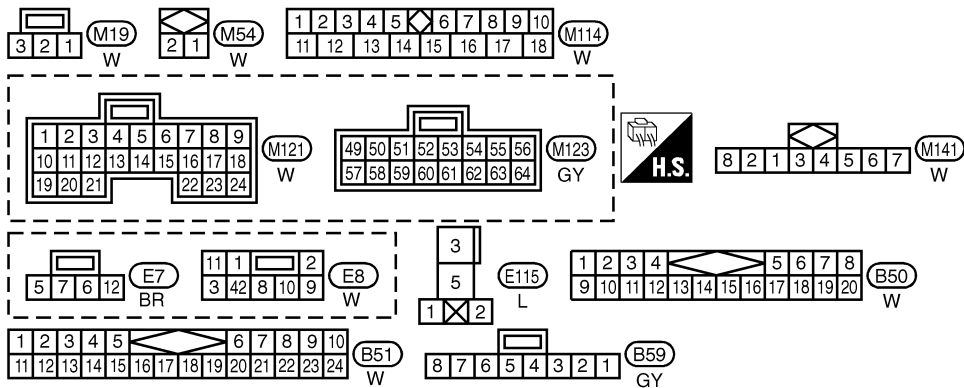 3 2 1 M19 W
2 1 M54 W
1 2 3 4 5 6 7 8 9 10
11 12 13 14 15 16 17 18 M114 W
1 2 3 4 5 6 7 8 9
10 11 12 13 14 15 16 17 18
19 20 21 22 23 24 M121 W
49 50 51 52 53 54 55 56
57 58 59 60 61 62 63 64 M123 GY
H.S.
8 2 1 3 4 5 6 7 M141 W
5 7 6 12 E7 BR
11 1 2
3 42 8 10 9 E8 W
3
5
1 2 E115 L
1 2 3 4 5 6 7 8
9 10 11 12 13 14 15 16 17 18 19 20 B50 W
1 2 3 4 5 6 7 8 9 10
11 12 13 14 15 16 17 18 19 20 21 22 23 24 B51 W
8 7 6 5 4 3 2 1 B59 GY